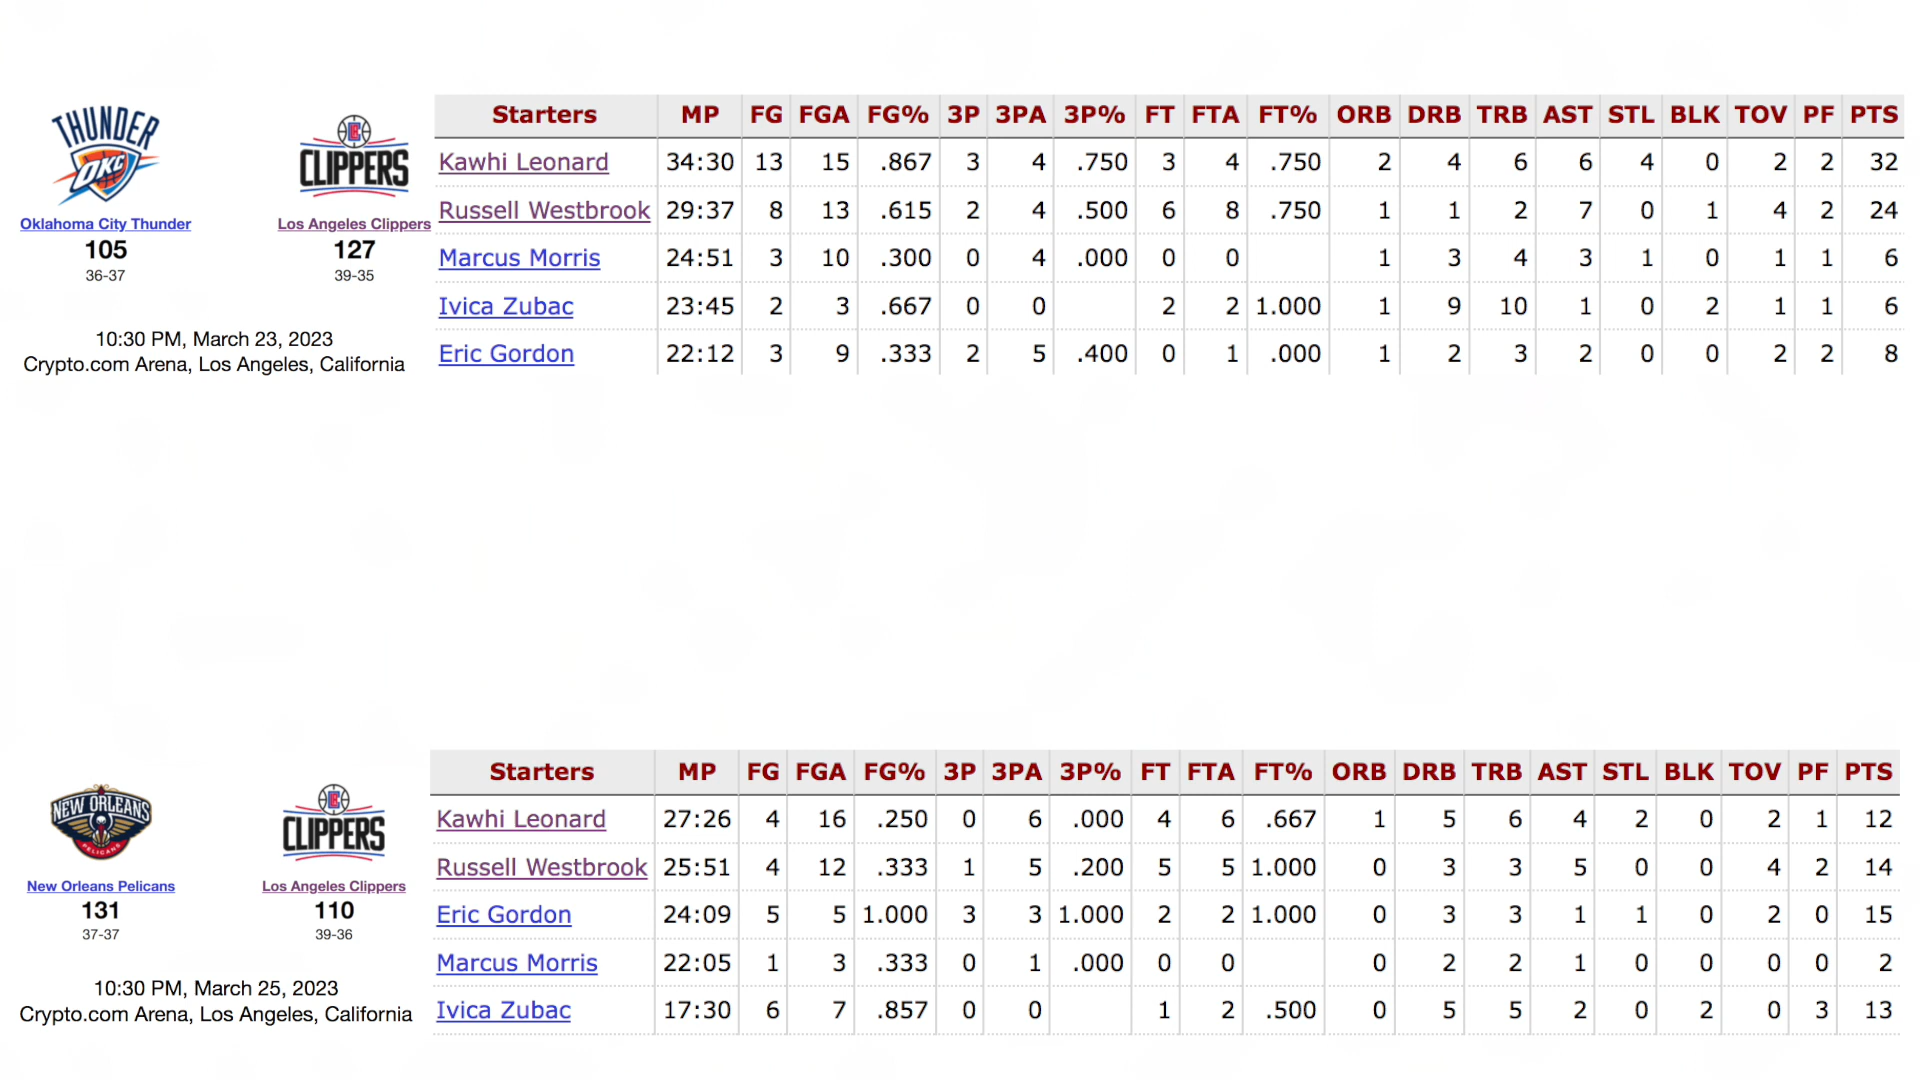 THUNDER
OKC
Oklahoma City Thunder
105
36-37
CLIPPERS
Los Angeles Clippers
127
39-35
10:30 PM, March 23, 2023
Crypto.com Arena, Los Angeles, California
Starters MP FG FGA FG% 3P 3PA 3P% FT FTA FT% ORB DRB TRB AST STL BLK TOV PF PTS
Kawhi Leonard 34:30 13 15 .867 3 4 .750 3 4 .750 2 4 6 6 4 0 2 2 32
Russell Westbrook 29:37 8 13 .615 2 4 .500 6 8 .750 1 1 2 7 0 1 4 2 24
Marcus Morris 24:51 3 10 .300 0 4 .000 0 0 1 3 4 3 1 0 1 1 6
Ivica Zubac 23:45 2 3 .667 0 0 2 2 1.000 1 9 10 1 0 2 1 1 6
Eric Gordon 22:12 3 9 .333 2 5 .400 0 1 .000 1 2 3 2 0 0 2 2 8
NEW ORLEANS
PELICANS
New Orleans Pelicans
131
37-37
CLIPPERS
Los Angeles Clippers
110
39-36
10:30 PM, March 25, 2023
Crypto.com Arena, Los Angeles, California
Starters MP FG FGA FG% 3P 3PA 3P% FT FTA FT% ORB DRB TRB AST STL BLK TOV PF PTS
Kawhi Leonard 27:26 4 16 .250 0 6 .000 4 6 .667 1 5 6 4 2 0 2 1 12
Russell Westbrook 25:51 4 12 .333 1 5 .200 5 5 1.000 0 3 3 5 0 0 4 2 14
Eric Gordon 24:09 5 5 1.000 3 3 1.000 2 2 1.000 0 3 3 1 1 0 2 0 15
Marcus Morris 22:05 1 3 .333 0 1 .000 0 0 0 2 2 1 0 0 0 0 2
Ivica Zubac 17:30 6 7 .857 0 0 1 2 .500 0 5 5 2 0 2 0 3 13